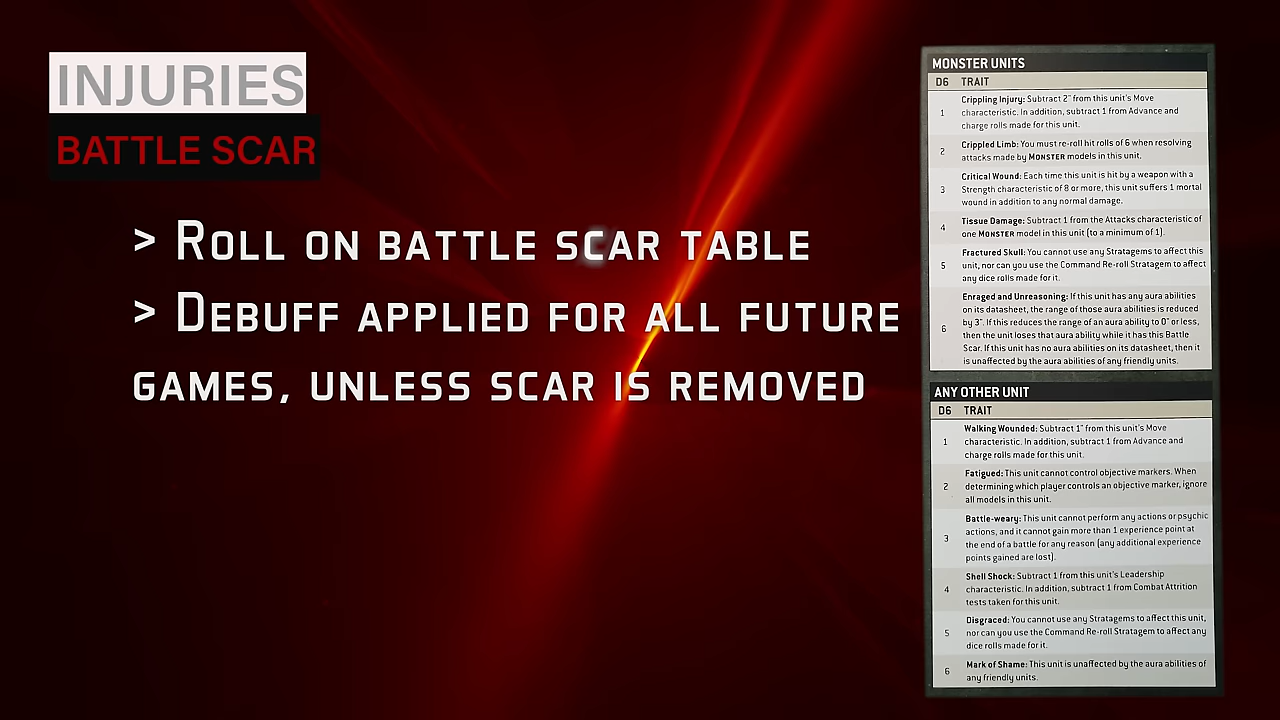 INJURIES
BATTLE SCAR
> ROLL ON BATTLE SCAR TABLE
> DEBUFF APPLIED FOR ALL FUTURE
GAMES, UNLESS SCAR IS REMOVED
MONSTER UNITS
D6 TRAIT
1 Crippling Injury: Subtract 2" from this unit's Move
characteristic. In addition, subtract 1 from Advance and
charge rolls made for this unit.
2 Crippled Limb: You must re-roll hit rolls of 6 when resolving
attacks made by MONSTER models in this unit.
3 Critical Wound: Each time this unit is hit by a weapon with a
Strength characteristic of 8 or more, this unit suffers 1 mortal
wound in addition to any normal damage.
4 Tissue Damage: Subtract 1 from the Attacks characteristic of
one MONSTER model in this unit (to a minimum of 1).
5 Fractured Skull: You cannot use any Stratagems to affect this
unit, nor can you use the Command Re-roll Stratagem to affect
any dice rolls made for it.
6 Enraged and Unreasoning: If this unit has any aura abilities
on its datasheet, the range of those aura abilities is reduced
by 3". If this reduces the range of an aura ability to 0" or less,
then the unit loses that aura ability while it has this Battle
Scar. If this unit has no aura abilities on its datasheet, then it
is unaffected by the aura abilities of any friendly units.
ANY OTHER UNIT
D6 TRAIT
1 Walking Wounded: Subtract 1" from this unit's Move
characteristic. In addition, subtract 1 from Advance and
charge rolls made for this unit.
2 Fatigued: This unit cannot control objective markers. When
determining which player controls an objective marker, ignore
all models in this unit.
3 Battle-weary: This unit cannot perform any actions or psychic
actions, and it cannot gain more than 1 experience point at
the end of a battle for any reason (any additional experience
points gained are lost).
4 Shell Shock: Subtract 1 from this unit's Leadership
characteristic. In addition, subtract 1 from Combat Attrition
tests taken for this unit.
5 Disgraced: You cannot use any Stratagems to affect this unit,
nor can you use the Command Re-roll Stratagem to affect any
dice rolls made for it.
6 Mark of Shame: This unit is unaffected by the aura abilities of
any friendly units.